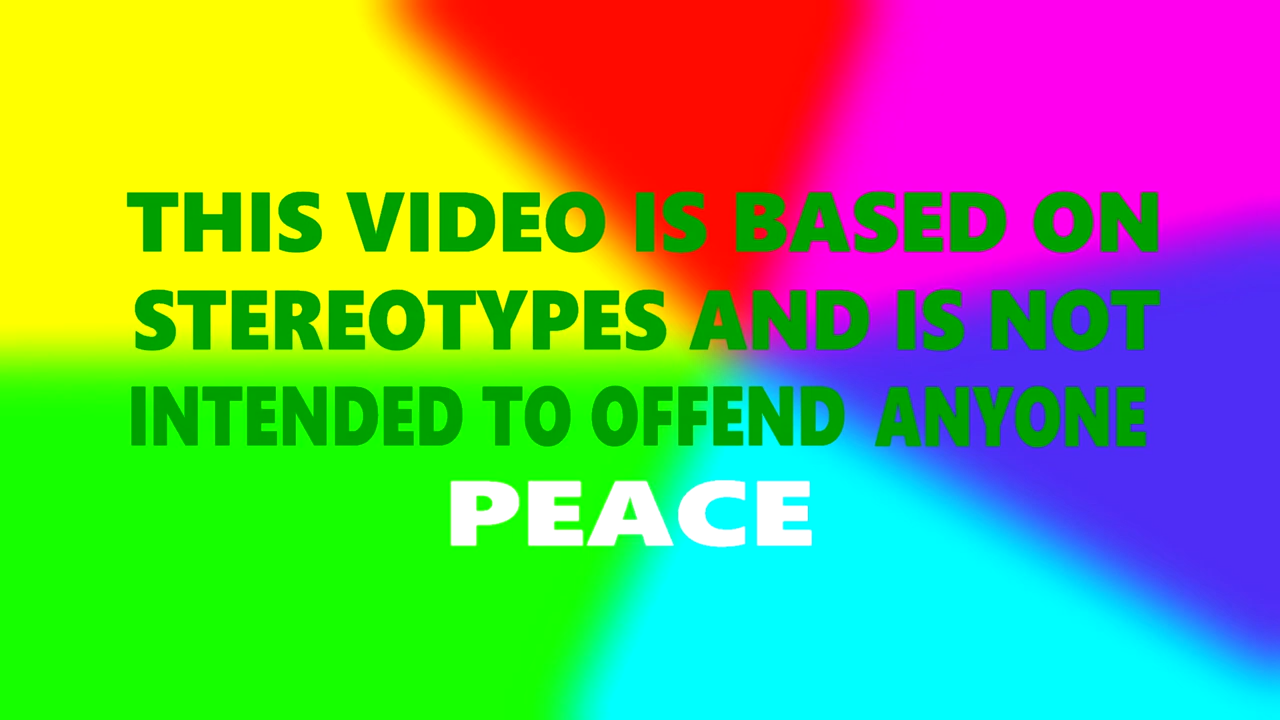 THIS VIDEO IS BASED ON
STEREOTYPES AND IS NOT
INTENDED TO OFFEND ANYONE
PEACE